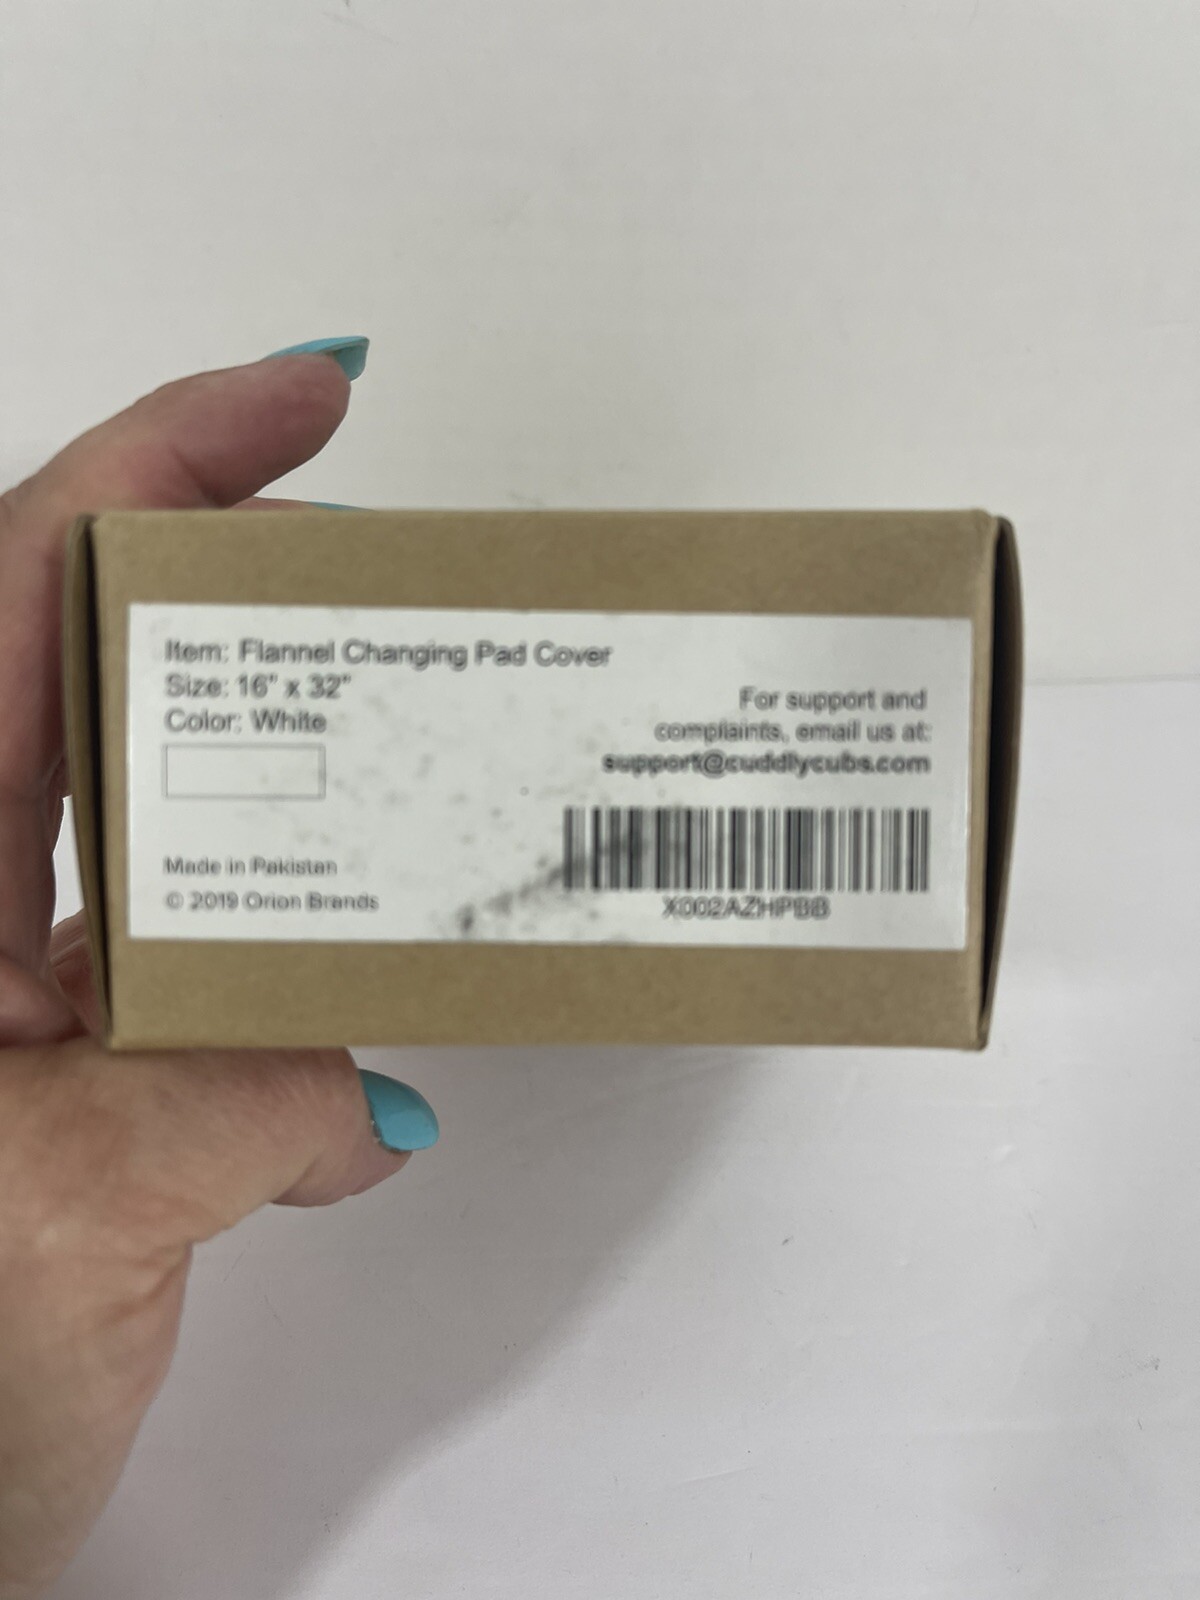 Item: Flannel Changing Pad Cover
Size: 16" x 32"
Color: White
For support and
complaints, email us at:
support@cuddlycubs.com
Made in Pakistan
© 2019 Orion Brands
X002AZHPBB